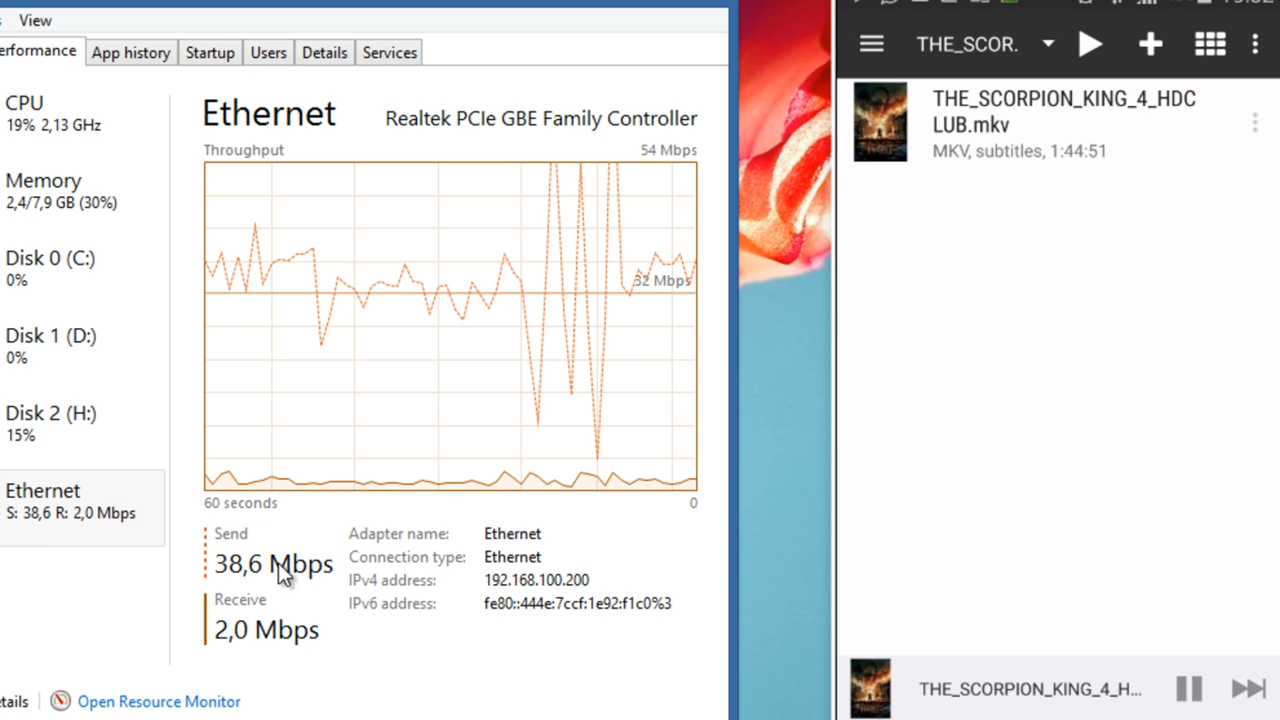 View
erformance
App history
Startup
Users
Details
Services
CPU
19% 2,13 GHz
Memory
2,4/7,9 GB (30%)
Disk 0 (C:)
0%
Disk 1 (D:)
0%
Disk 2 (H:)
15%
Ethernet
S: 38,6 R: 2,0 Mbps
Ethernet
Realtek PCIe GBE Family Controller
Throughput
54 Mbps
32 Mbps
60 seconds
0
Send
38,6 Mbps
Receive
2,0 Mbps
Adapter name:
Ethernet
Connection type:
Ethernet
IPv4 address:
192.168.100.200
IPv6 address:
fe80::444e:7ccf:1e92:f1c0%3
etails
Open Resource Monitor
THE_SCOR.
THE_SCORPION_KING_4_HDC
LUB.mkv
MKV, subtitles, 1:44:51
THE_SCORPION_KING_4_H...